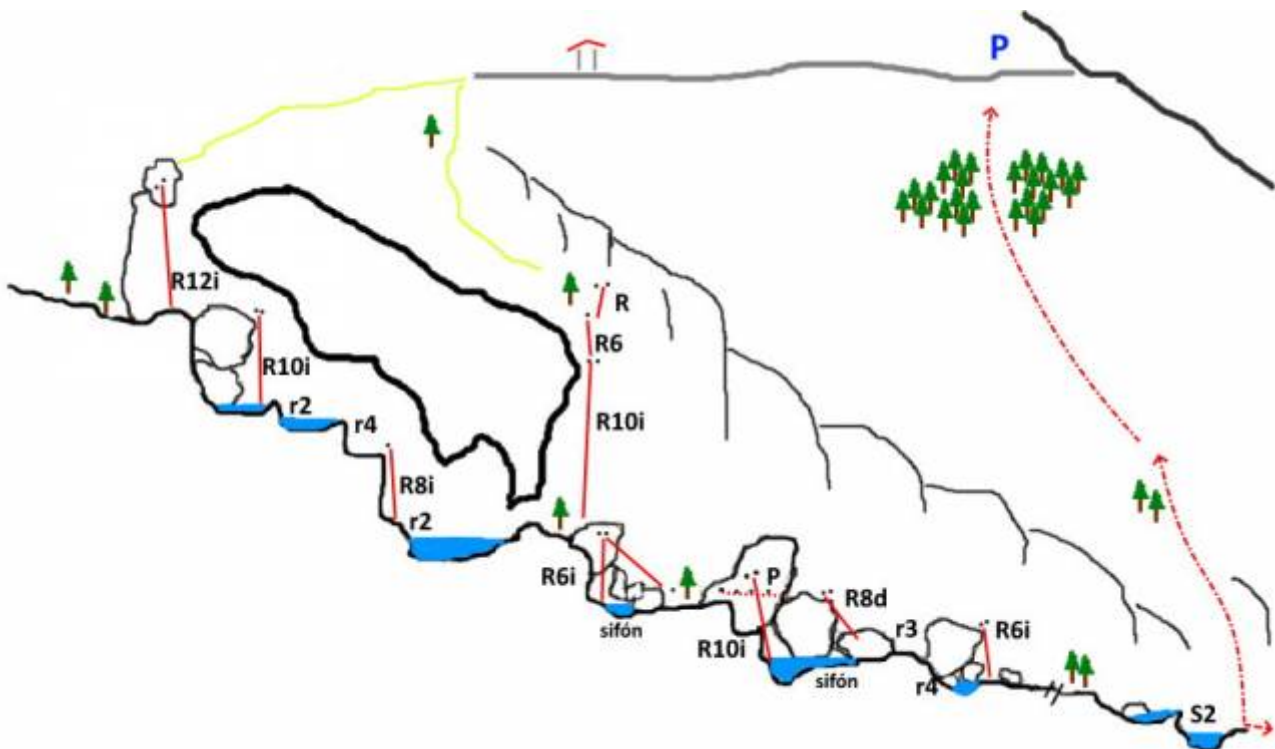 P
R12i
R
R6
R10i
r2
r4
R10i
R8i
r2
R6i
sifón
P
R8d
R10i
sifón
r3
R6i
r4
S2